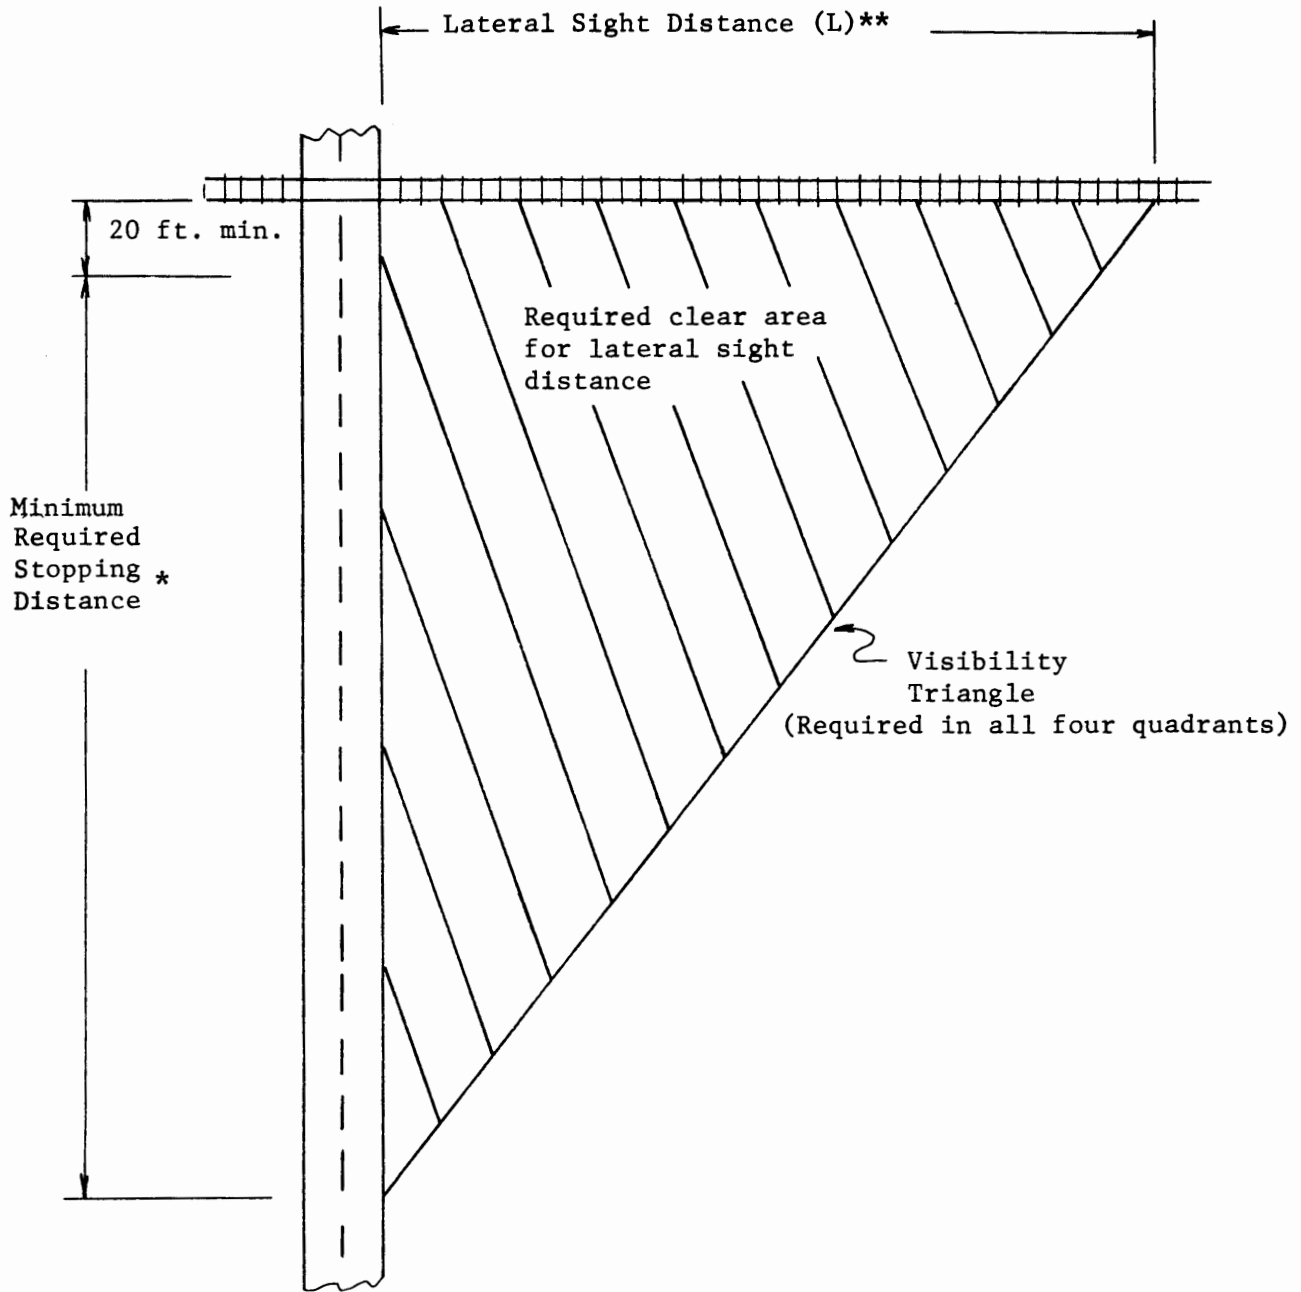 Lateral Sight Distance (L)**
20 ft. min.
Required clear area
for lateral sight
distance
Minimum
Required
Stopping *
Distance
Visibility
Triangle
(Required in all four quadrants)